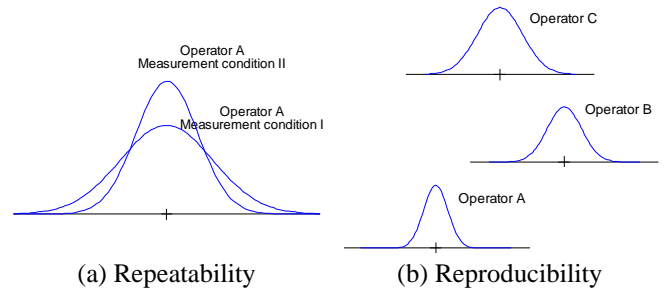 Operator A
Measurement condition II
Operator A
Measurement condition I
(a) Repeatability
Operator C
Operator B
Operator A
(b) Reproducibility